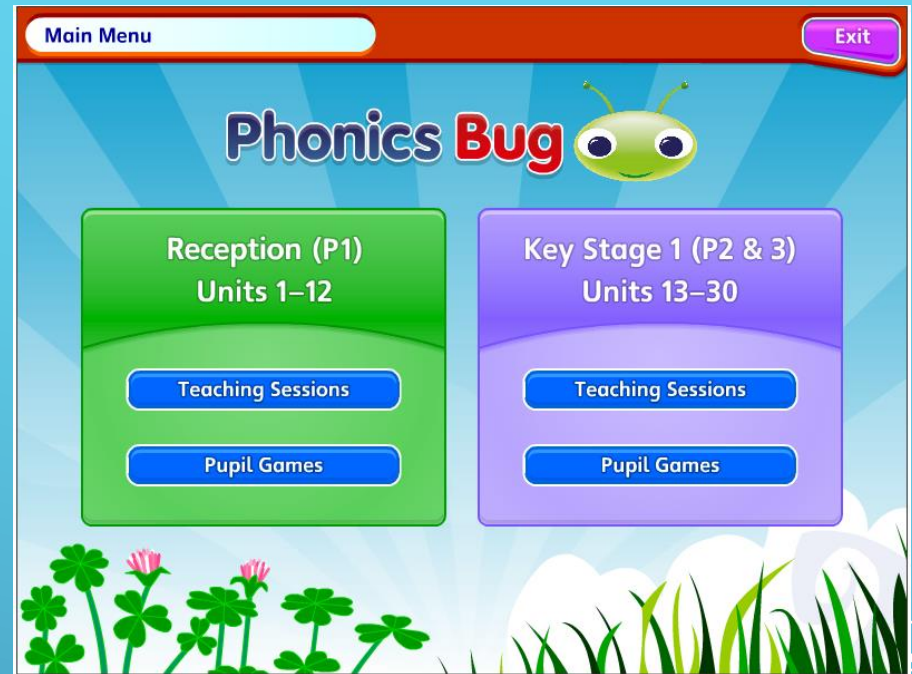 Main Menu
Exit
Phonics Bug
Reception (P1)
Units 1–12
Teaching Sessions
Pupil Games
Key Stage 1 (P2 & 3)
Units 13–30
Teaching Sessions
Pupil Games